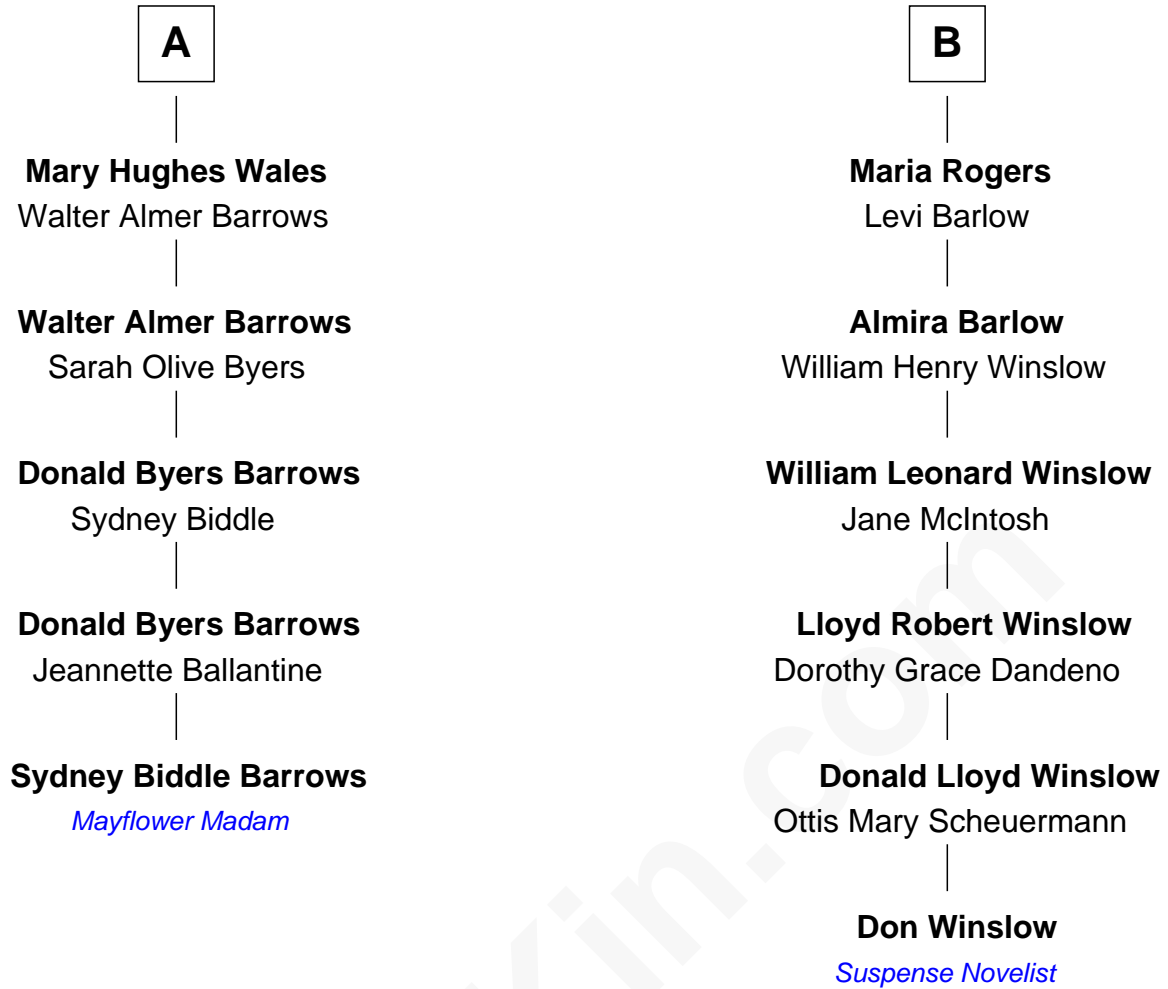 A
Mary Hughes Wales
Walter Almer Barrows
Walter Almer Barrows
Sarah Olive Byers
Donald Byers Barrows
Sydney Biddle
Donald Byers Barrows
Jeannette Ballantine
Sydney Biddle Barrows
Mayflower Madam
B
Maria Rogers
Levi Barlow
Almira Barlow
William Henry Winslow
William Leonard Winslow
Jane McIntosh
Lloyd Robert Winslow
Dorothy Grace Dandeno
Donald Lloyd Winslow
Ottis Mary Scheuermann
Don Winslow
Suspense Novelist
Kin.com